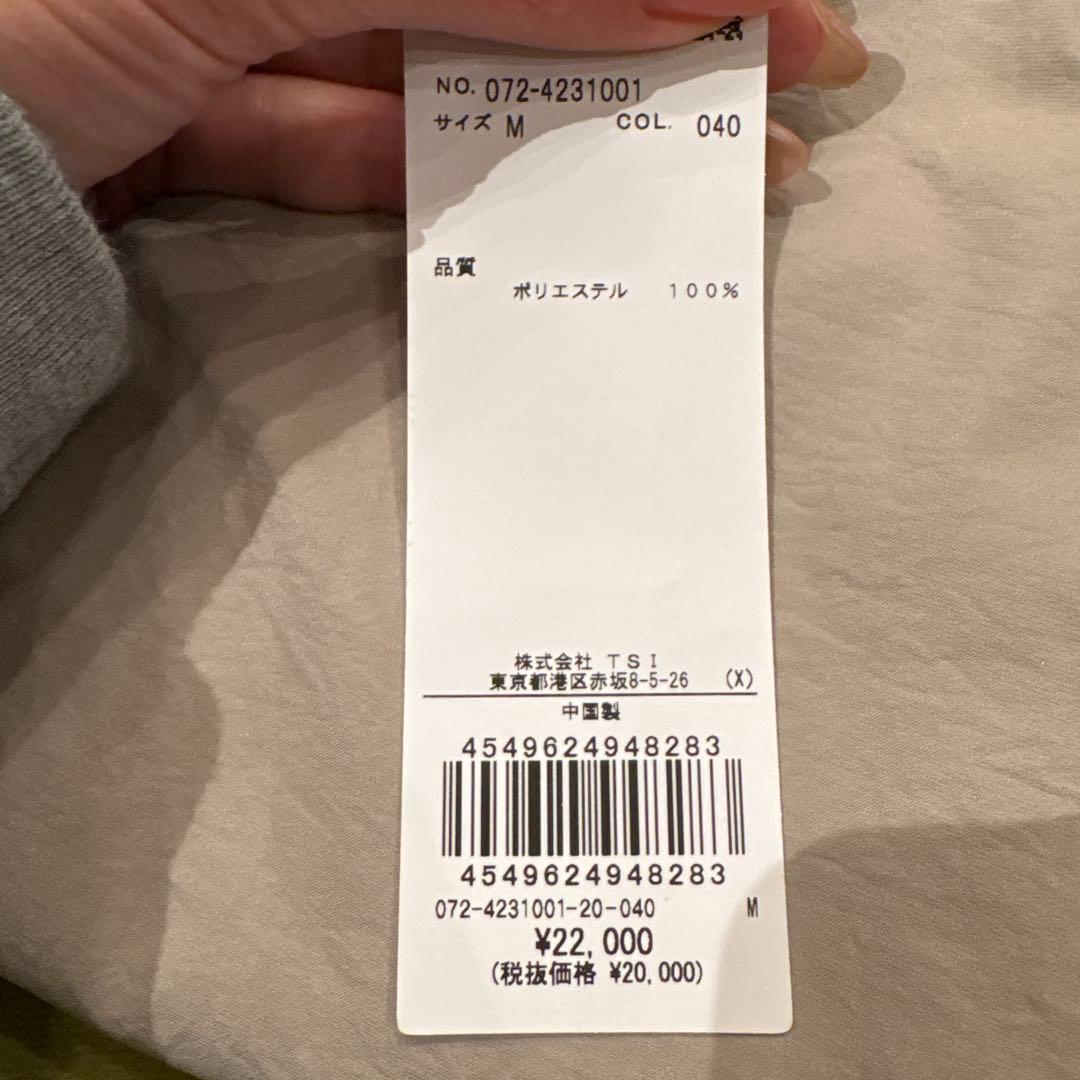 NO. 072-4231001
サイズ M COL. 040
品質
ポリエステル 100%
株式会社 TSI
東京都港区赤坂8-5-26 (X)
中国製
4549624948283
4549624948283
072-4231001-20-040 M
¥22,000
(税抜価格 ¥20,000)